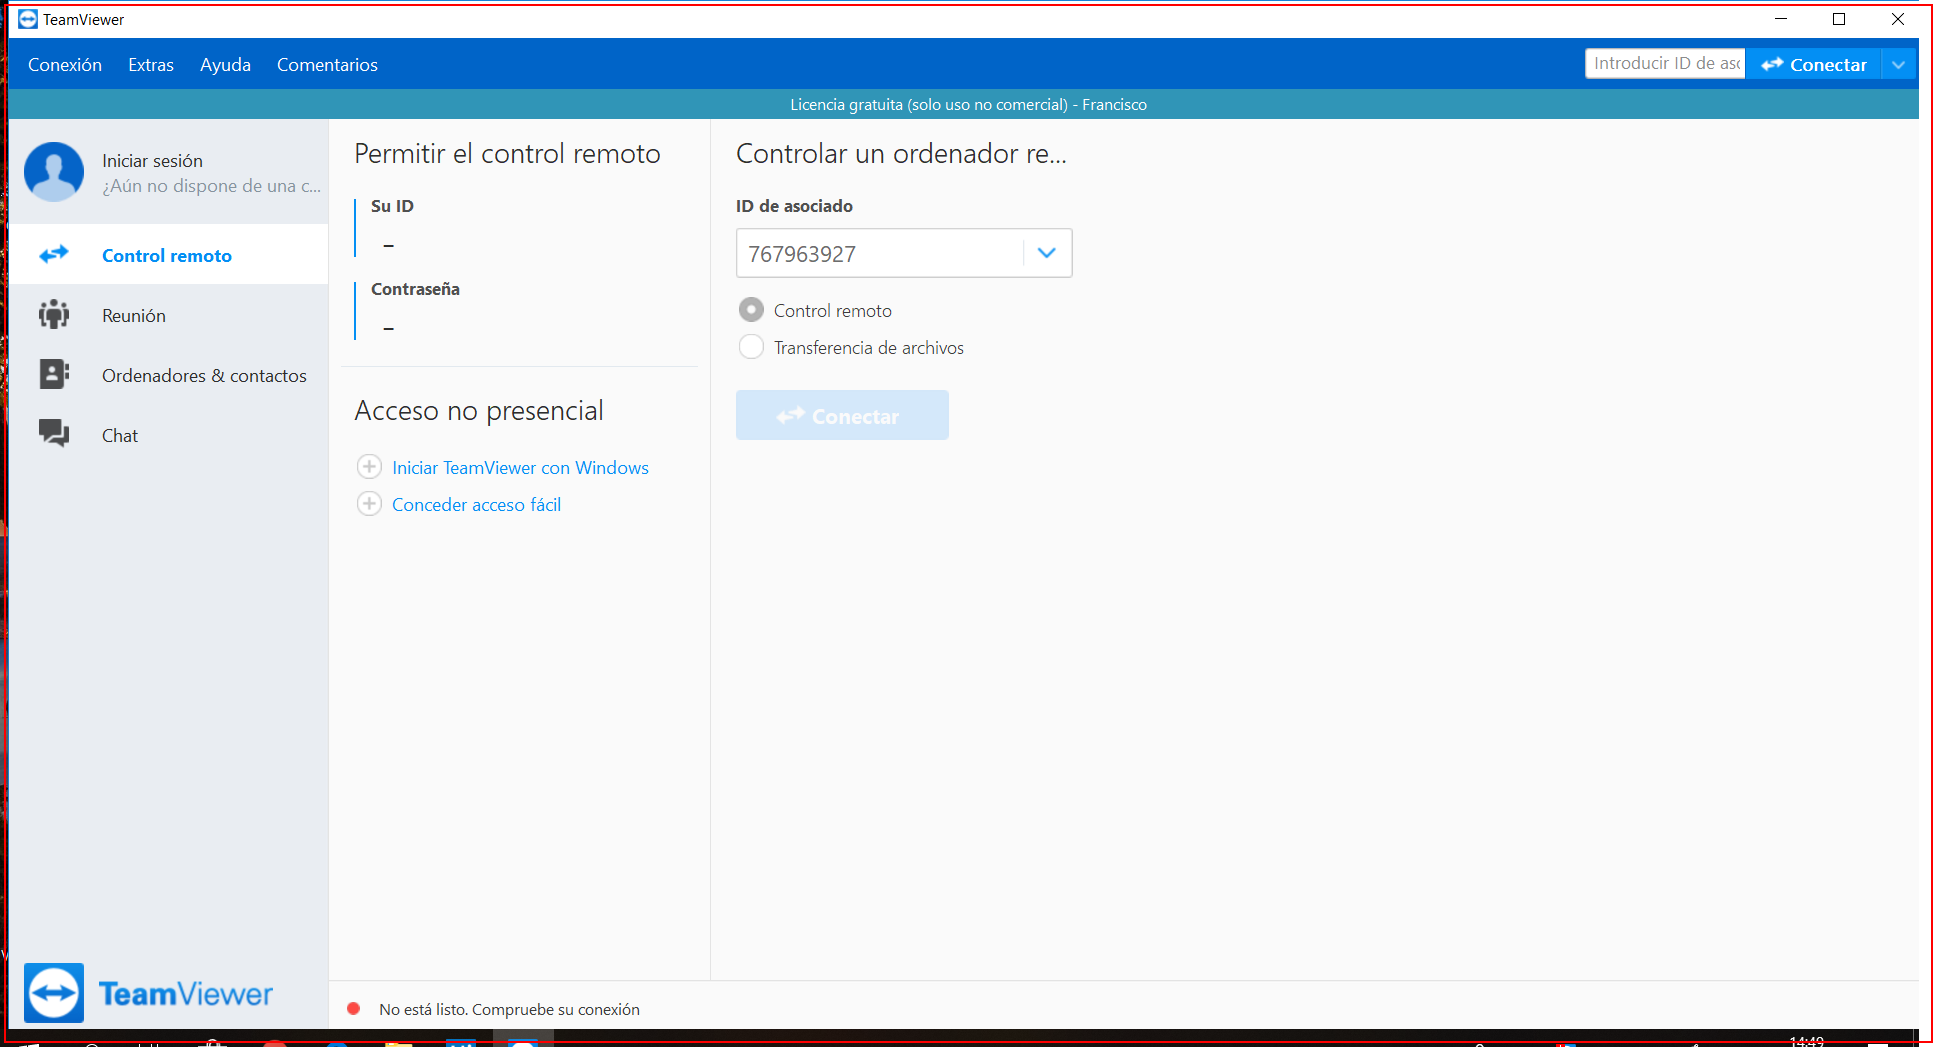 TeamViewer
Conexión Extras Ayuda Comentarios
Introducir ID de aso
Conectar
Licencia gratuita (solo uso no comercial) - Francisco
Iniciar sesión
¿Aún no dispone de una c...
Control remoto
Reunión
Ordenadores & contactos
Chat
TeamViewer
Permitir el control remoto
Su ID
–
Contraseña
–
Acceso no presencial
Iniciar TeamViewer con Windows
Conceder acceso fácil
Controlar un ordenador re...
ID de asociado
767963927
Control remoto
Transferencia de archivos
Conectar
No está listo. Compruebe su conexión